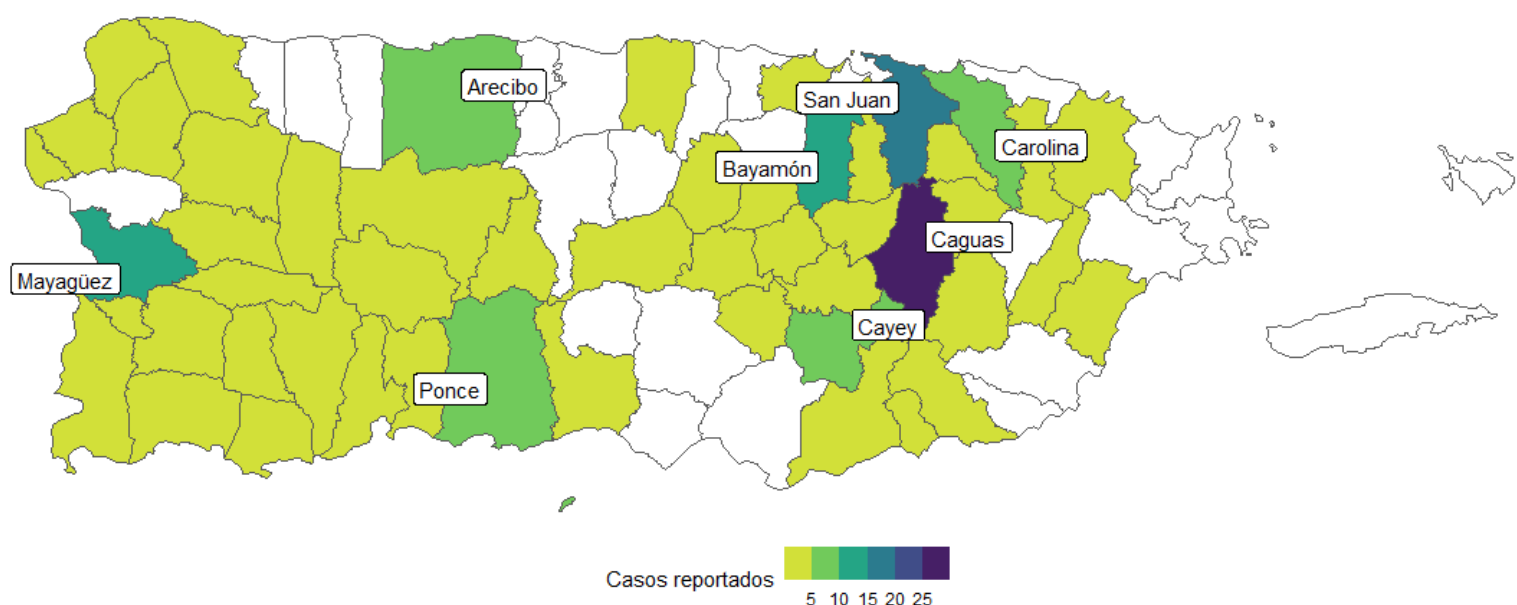 Arecibo
San Juan
Carolina
Bayamón
Caguas
Mayagüez
Cayey
Ponce
Casos reportados
5 10 15 20 25